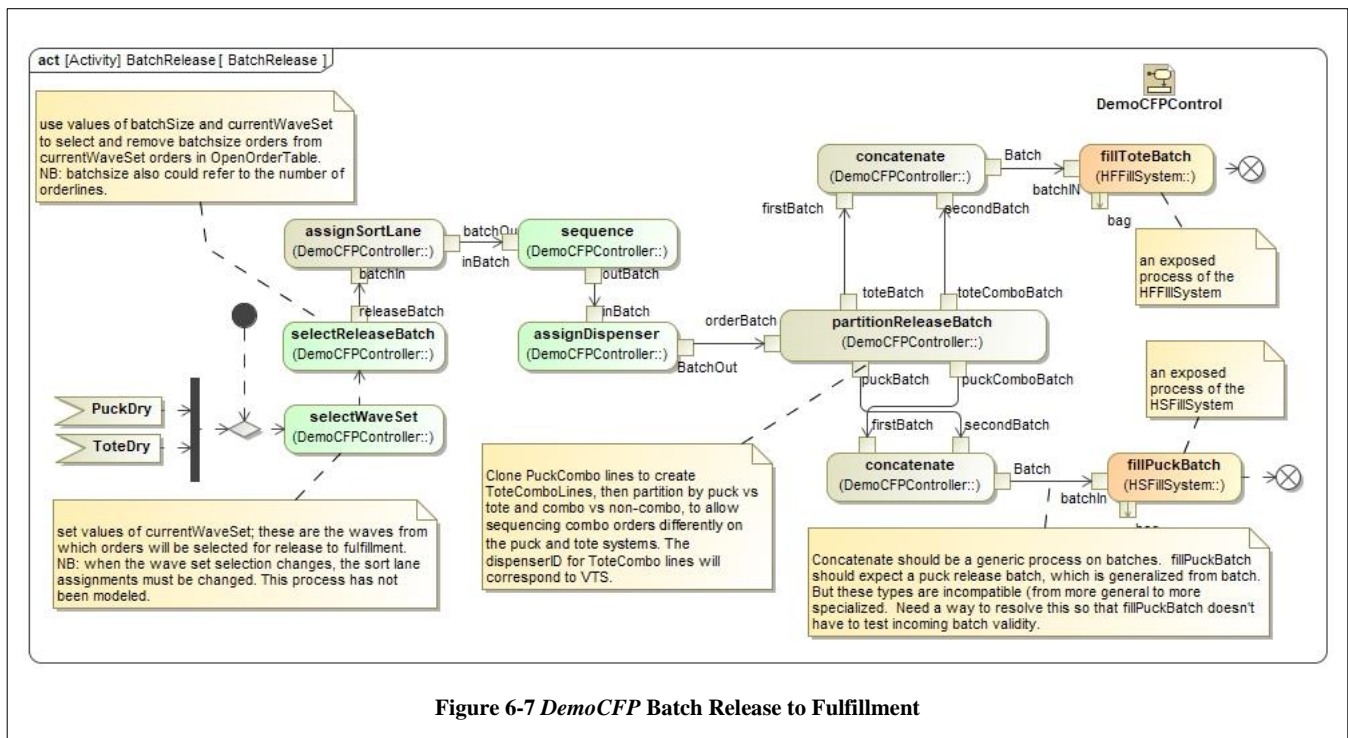 act [Activity] BatchRelease [ BatchRelease ]
DemoCFPControl
use values of batchSize and currentWaveSet
to select and remove batchsize orders from
currentWaveSet orders in OpenOrderTable.
NB: batchsize also could refer to the number of
orderlines.
concatenate
(DemoCFPController::)
Batch
batchIN
fillToteBatch
(HFFillSystem::)
bag
firstBatch
secondBatch
an exposed
process of the
HFFIllSystem
assignSortLane
(DemoCFPController::)
batchOu
inBatch
sequence
(DemoCFPController::)
batchIn
outBatch
releaseBatch
inBatch
toteBatch
toteComboBatch
selectReleaseBatch
(DemoCFPController::)
assignDispenser
(DemoCFPController::)
BatchOut
orderBatch
partitionReleaseBatch
(DemoCFPController::)
puckBatch
puckComboBatch
an exposed
process of the
HSFillSystem
PuckDry
ToteDry
selectWaveSet
(DemoCFPController::)
firstBatch
secondBatch
concatenate
(DemoCFPController::)
Batch
batchIn
fillPuckBatch
(HSFillSystem::)
Clone PuckCombo lines to create
ToteComboLines, then partition by puck vs
tote and combo vs non-combo, to allow
sequencing combo orders differently on
the puck and tote systems. The
dispenserID for ToteCombo lines will
correspond to VTS.
set values of currentWaveSet; these are the waves from
which orders will be selected for release to fulfillment.
NB: when the wave set selection changes, the sort lane
assignments must be changed. This process has not
been modeled.
Concatenate should be a generic process on batches. fillPuckBatch
should expect a puck release batch, which is generalized from batch.
But these types are incompatible (from more general to more
specialized. Need a way to resolve this so that fillPuckBatch doesn't
have to test incoming batch validity.
Figure 6-7 DemoCFP Batch Release to Fulfillment